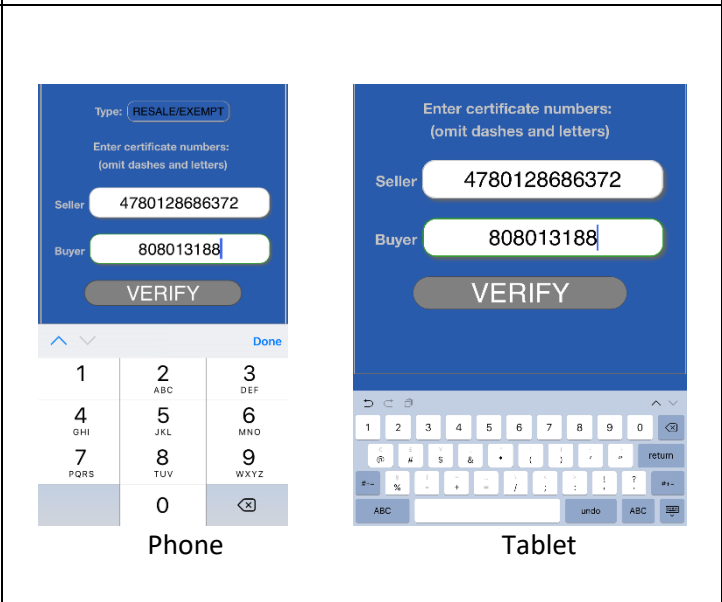 Type: RESALE/EXEMPT
Enter certificate numbers:
(omit dashes and letters)
Seller 4780128686372
Buyer 808013188
VERIFY
Done
1 2 3
ABC DEF
4 5 6
GHI JKL MNO
7 8 9
PQRS TUV WXYZ
0
Phone
Enter certificate numbers:
(omit dashes and letters)
Seller 4780128686372
Buyer 808013188
VERIFY
1 2 3 4 5 6 7 8 9 0
@ # $ & * ( ) ' " return
#+= % - + = / ; : ! ? #+=
ABC undo ABC
Tablet